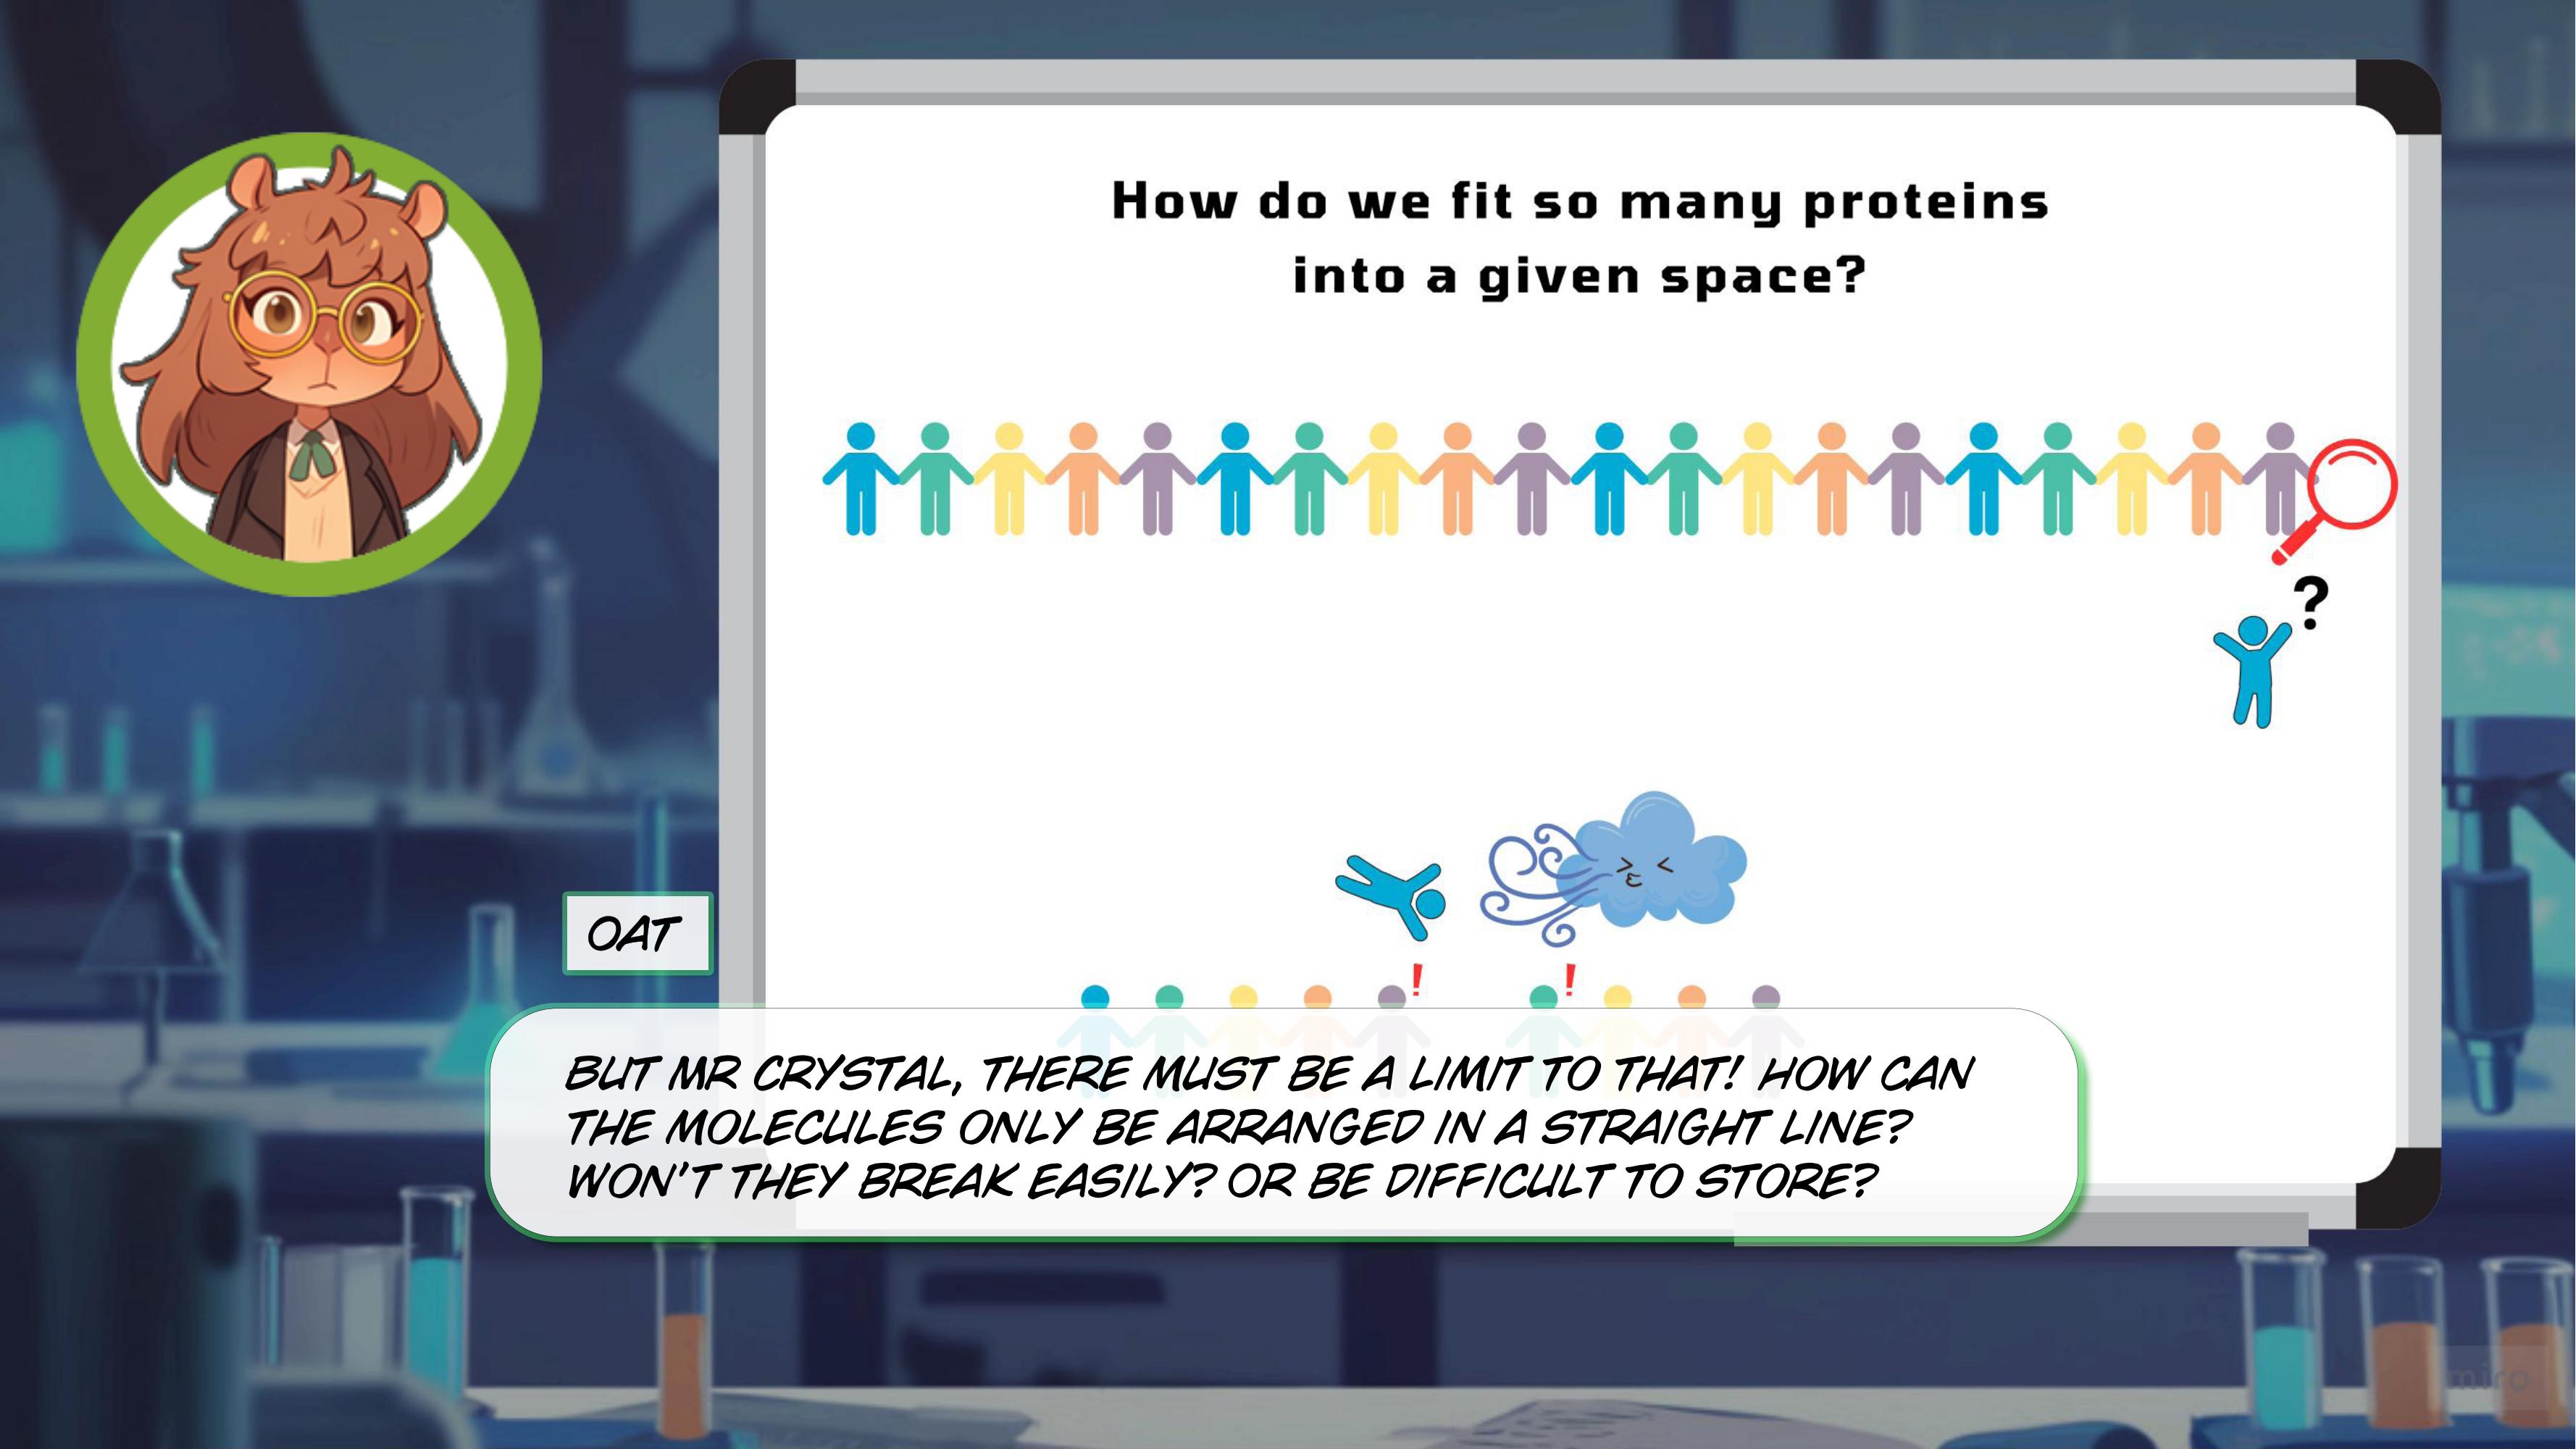 How do we fit so many proteins
into a given space?
?
! !
OAT
BUT MR CRYSTAL, THERE MUST BE A LIMIT TO THAT! HOW CAN
THE MOLECULES ONLY BE ARRANGED IN A STRAIGHT LINE?
WON'T THEY BREAK EASILY? OR BE DIFFICULT TO STORE?
miro